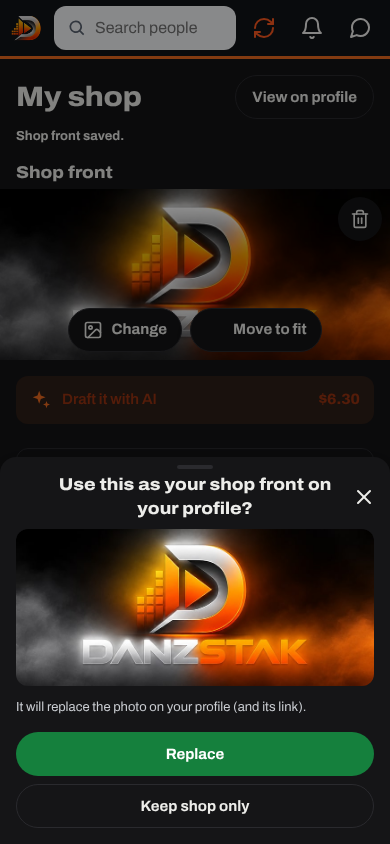 Search people
My shop
View on profile
Shop front saved.
Shop front
Change
Move to fit
Draft it with AI
$6.30
Use this as your shop front on
your profile?
DANZSTAK
It will replace the photo on your profile (and its link).
Replace
Keep shop only